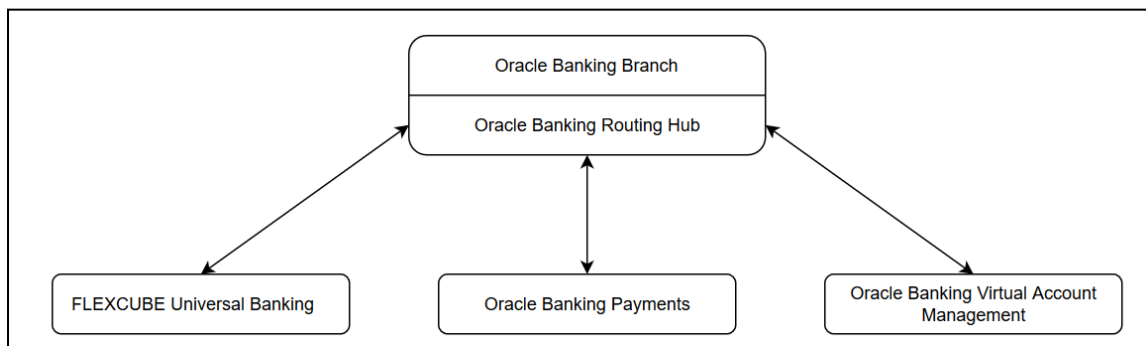 Oracle Banking Branch
Oracle Banking Routing Hub
FLEXCUBE Universal Banking
Oracle Banking Payments
Oracle Banking Virtual Account
Management